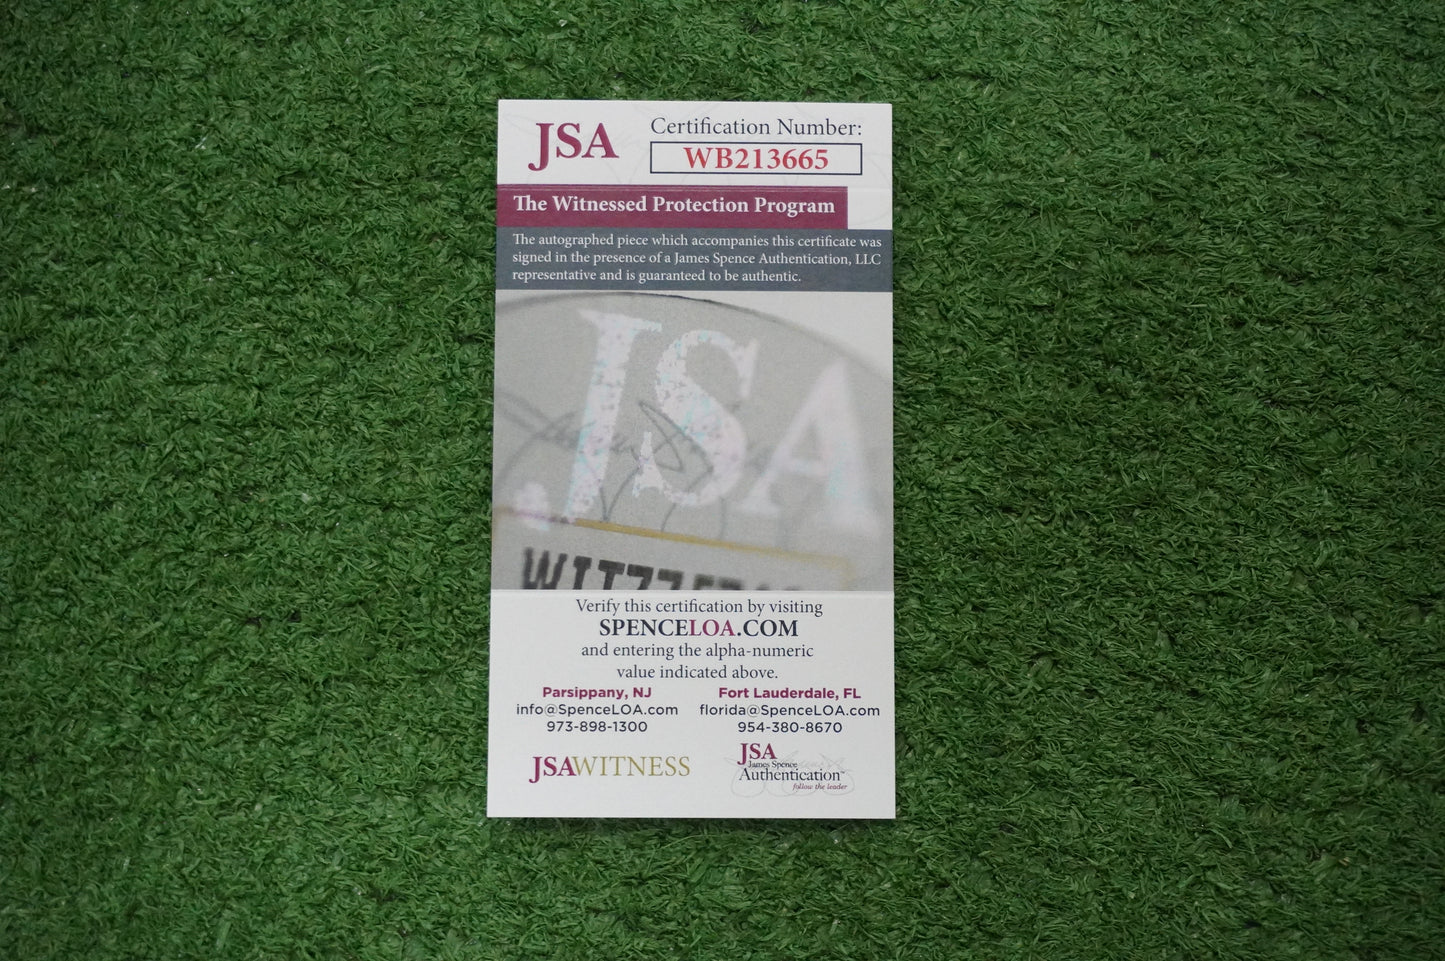 JSA
Certification Number:
WB213665
The Witnessed Protection Program
The autographed piece which accompanies this certificate was
signed in the presence of a James Spence Authentication, LLC
representative and is guaranteed to be authentic.
JSA
Verify this certification by visiting
SPENCELOA.COM
and entering the alpha-numeric
value indicated above.
Parsippany, NJ
info@SpenceLOA.com
973-898-1300
Fort Lauderdale, FL
florida@SpenceLOA.com
954-380-8670
JSAWITNESS
JSA
James Spence
Authentication™
follow the leader